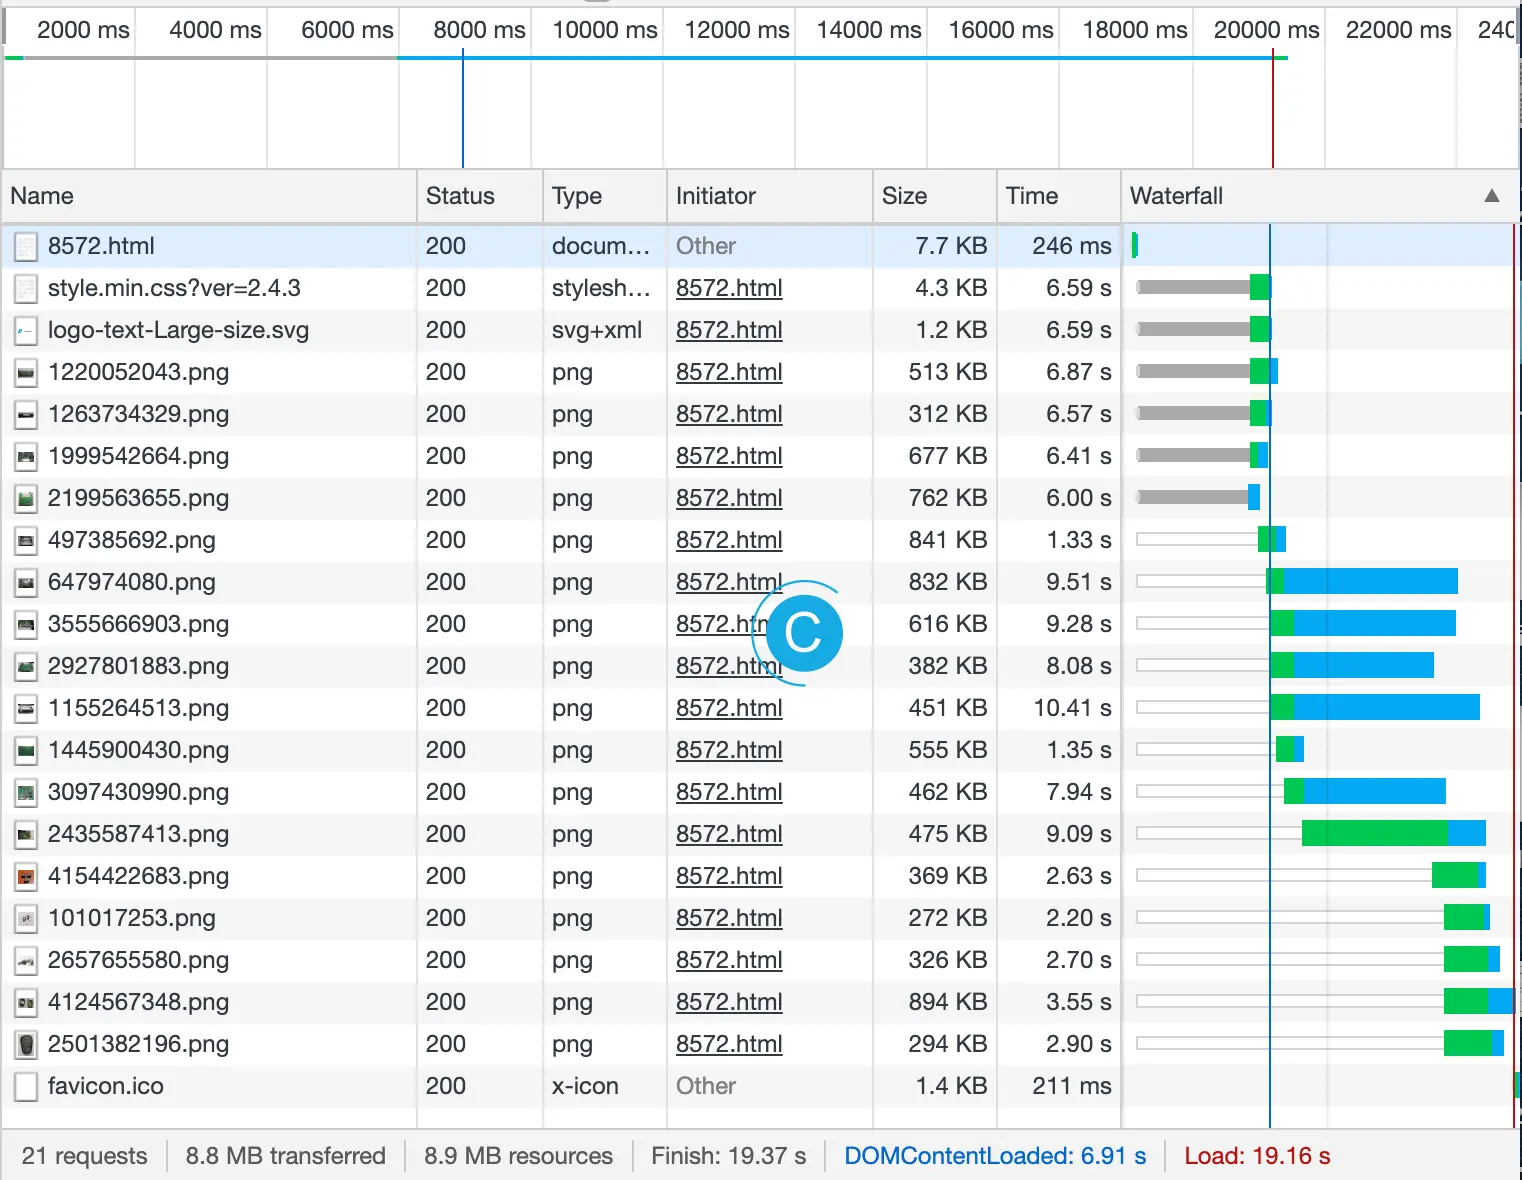 2000 ms 4000 ms 6000 ms 8000 ms 10000 ms 12000 ms 14000 ms 16000 ms 18000 ms 20000 ms 22000 ms 240
Name Status Type Initiator Size Time Waterfall ▲
8572.html 200 docum... Other 7.7 KB 246 ms
style.min.css?ver=2.4.3 200 stylesh... 8572.html 4.3 KB 6.59 s
logo-text-Large-size.svg 200 svg+xml 8572.html 1.2 KB 6.59 s
1220052043.png 200 png 8572.html 513 KB 6.87 s
1263734329.png 200 png 8572.html 312 KB 6.57 s
1999542664.png 200 png 8572.html 677 KB 6.41 s
2199563655.png 200 png 8572.html 762 KB 6.00 s
497385692.png 200 png 8572.html 841 KB 1.33 s
647974080.png 200 png 8572.html 832 KB 9.51 s
3555666903.png 200 png 8572.html 616 KB 9.28 s
C
2927801883.png 200 png 8572.html 382 KB 8.08 s
1155264513.png 200 png 8572.html 451 KB 10.41 s
1445900430.png 200 png 8572.html 555 KB 1.35 s
3097430990.png 200 png 8572.html 462 KB 7.94 s
2435587413.png 200 png 8572.html 475 KB 9.09 s
4154422683.png 200 png 8572.html 369 KB 2.63 s
101017253.png 200 png 8572.html 272 KB 2.20 s
2657655580.png 200 png 8572.html 326 KB 2.70 s
4124567348.png 200 png 8572.html 894 KB 3.55 s
2501382196.png 200 png 8572.html 294 KB 2.90 s
favicon.ico 200 x-icon Other 1.4 KB 211 ms
21 requests 8.8 MB transferred 8.9 MB resources Finish: 19.37 s DOMContentLoaded: 6.91 s Load: 19.16 s